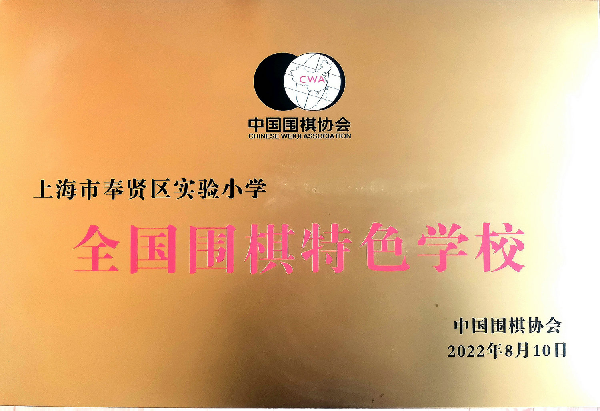 CWA
中国围棋协会
CHINESE WEIQI ASSOCIATION
上海市奉贤区实验小学
全国围棋特色学校
中国围棋协会
2022年8月10日